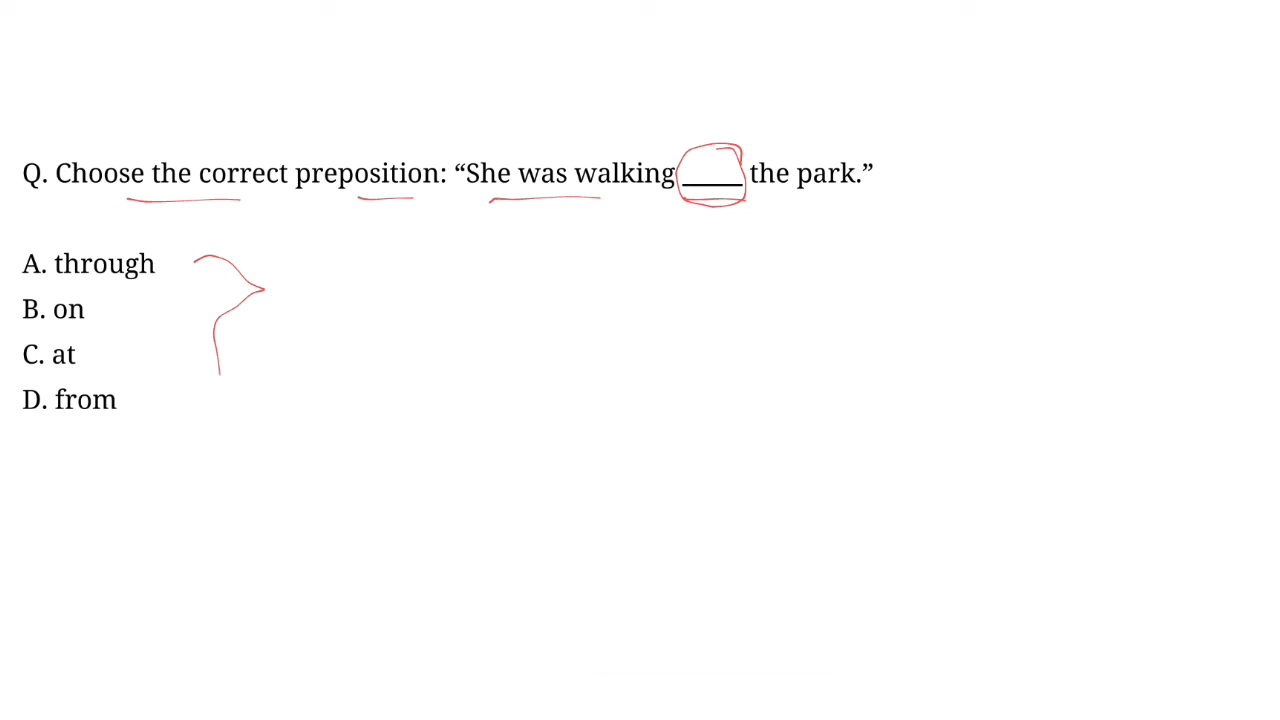 Q. Choose the correct preposition: “She was walking _____ the park.”
A. through
B. on
C. at
D. from